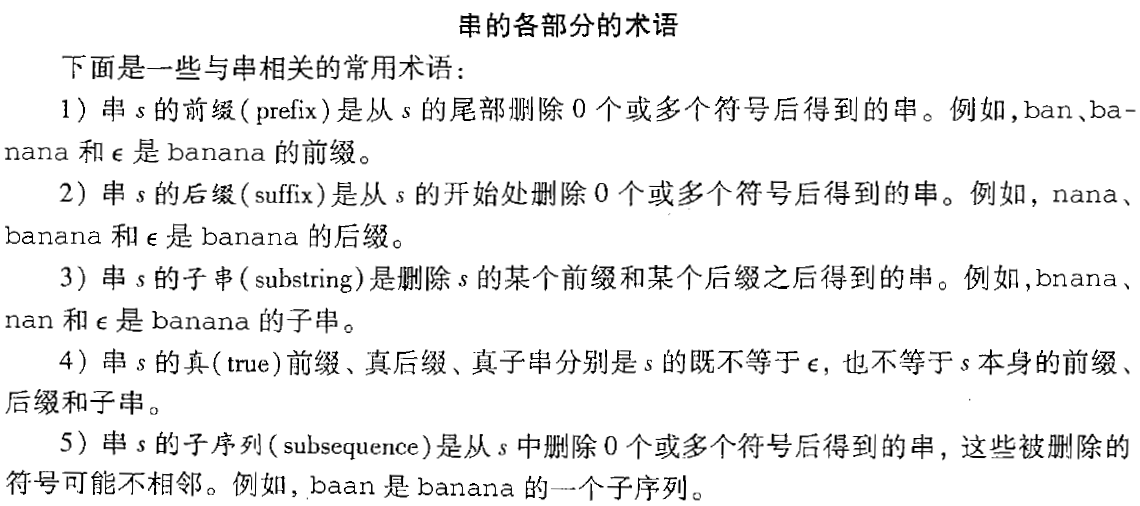 串的各部分的术语
下面是一些与串相关的常用术语：
1) 串 s 的前缀(prefix)是从 s 的尾部删除 0 个或多个符号后得到的串。例如,ban、ba-
nana 和 ϵ 是 banana 的前缀。
2) 串 s 的后缀(suffix)是从 s 的开始处删除 0 个或多个符号后得到的串。例如, nana、
banana 和 ϵ 是 banana 的后缀。
3) 串 s 的子串(substring)是删除 s 的某个前缀和某个后缀之后得到的串。例如,bnana、
nan 和 ϵ 是 banana 的子串。
4) 串 s 的真(true)前缀、真后缀、真子串分别是 s 的既不等于 ϵ, 也不等于 s 本身的前缀、
后缀和子串。
5) 串 s 的子序列(subsequence)是从 s 中删除 0 个或多个符号后得到的串, 这些被删除的
符号可能不相邻。例如, baan 是 banana 的一个子序列。